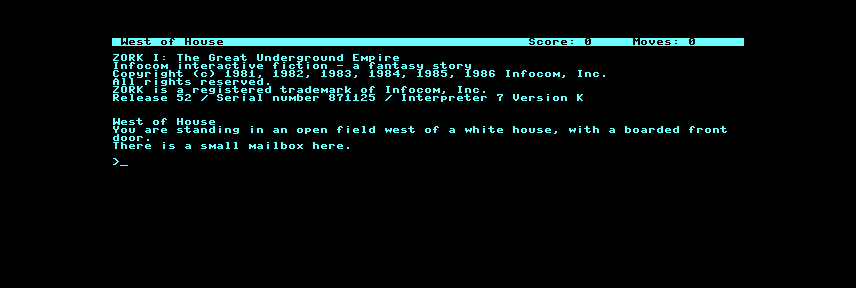 West of House Score: 0 Moves: 0
ZORK I: The Great Underground Empire
Infocom interactive fiction - a fantasy story
Copyright (c) 1981, 1982, 1983, 1984, 1985, 1986 Infocom, Inc.
All rights reserved.
ZORK is a registered trademark of Infocom, Inc.
Release 52 / Serial number 871125 / Interpreter 7 Version K
West of House
You are standing in an open field west of a white house, with a boarded front
door.
There is a small mailbox here.
>_